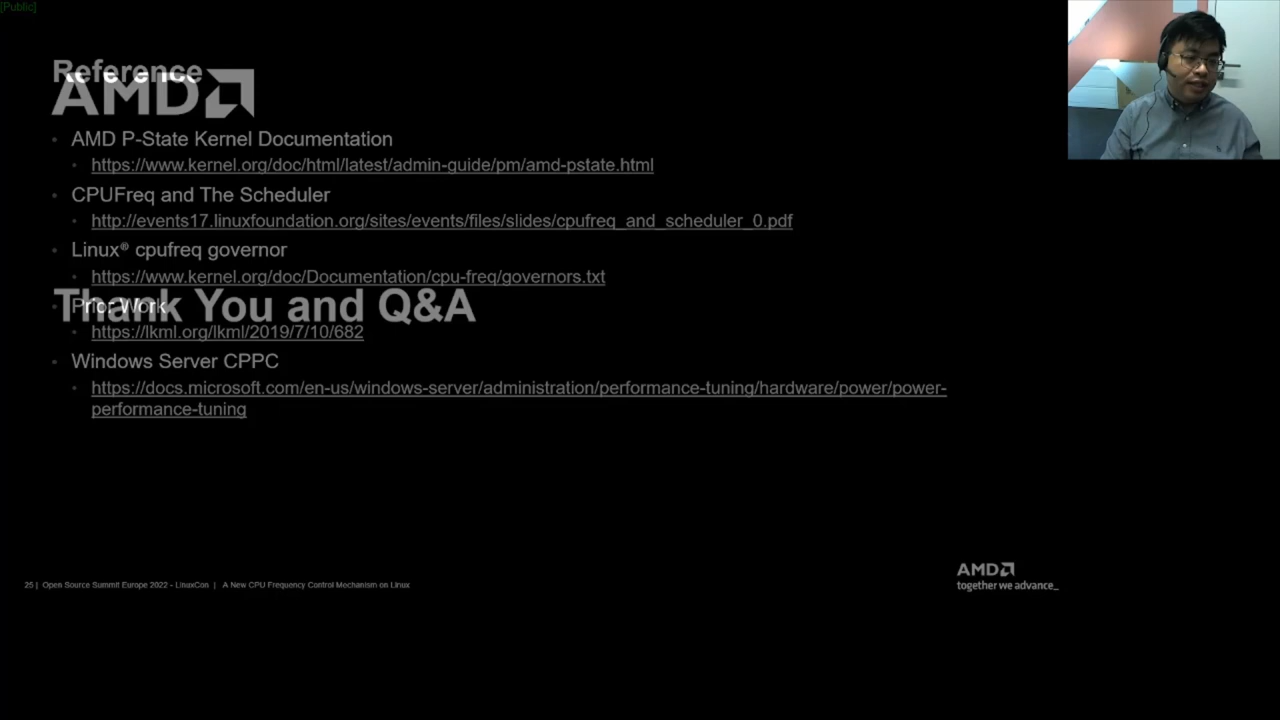 [Public]
Reference
AMD
AMD P-State Kernel Documentation
https://www.kernel.org/doc/html/latest/admin-guide/pm/amd-pstate.html
CPUFreq and The Scheduler
http://events17.linuxfoundation.org/sites/events/files/slides/cpufreq_and_scheduler_0.pdf
Linux® cpufreq governor
https://www.kernel.org/doc/Documentation/cpu-freq/governors.txt
Thank You and Q&A
Prior Work
https://lkml.org/lkml/2019/7/10/682
Windows Server CPPC
https://docs.microsoft.com/en-us/windows-server/administration/performance-tuning/hardware/power/power-
performance-tuning
25 | Open Source Summit Europe 2022 - LinuxCon | A New CPU Frequency Control Mechanism on Linux
AMD
together we advance_